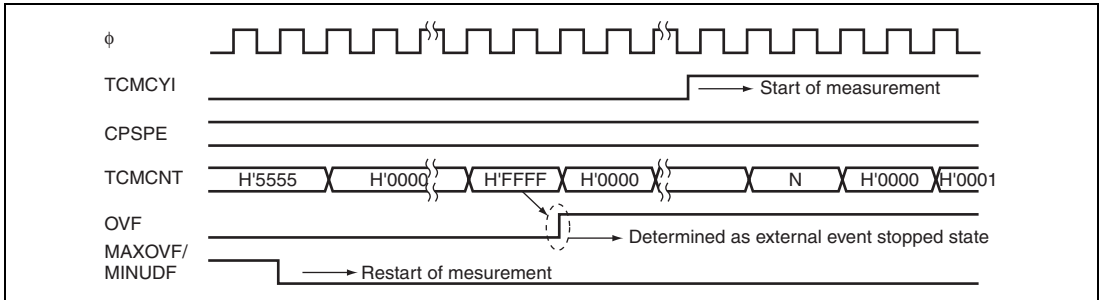 φ
TCMCYI
Start of measurement
CPSPE
TCMCNT H'5555 H'0000 H'FFFF H'0000 N H'0000 H'0001
OVF
Determined as external event stopped state
MAXOVF/
MINUDF
Restart of mesurement